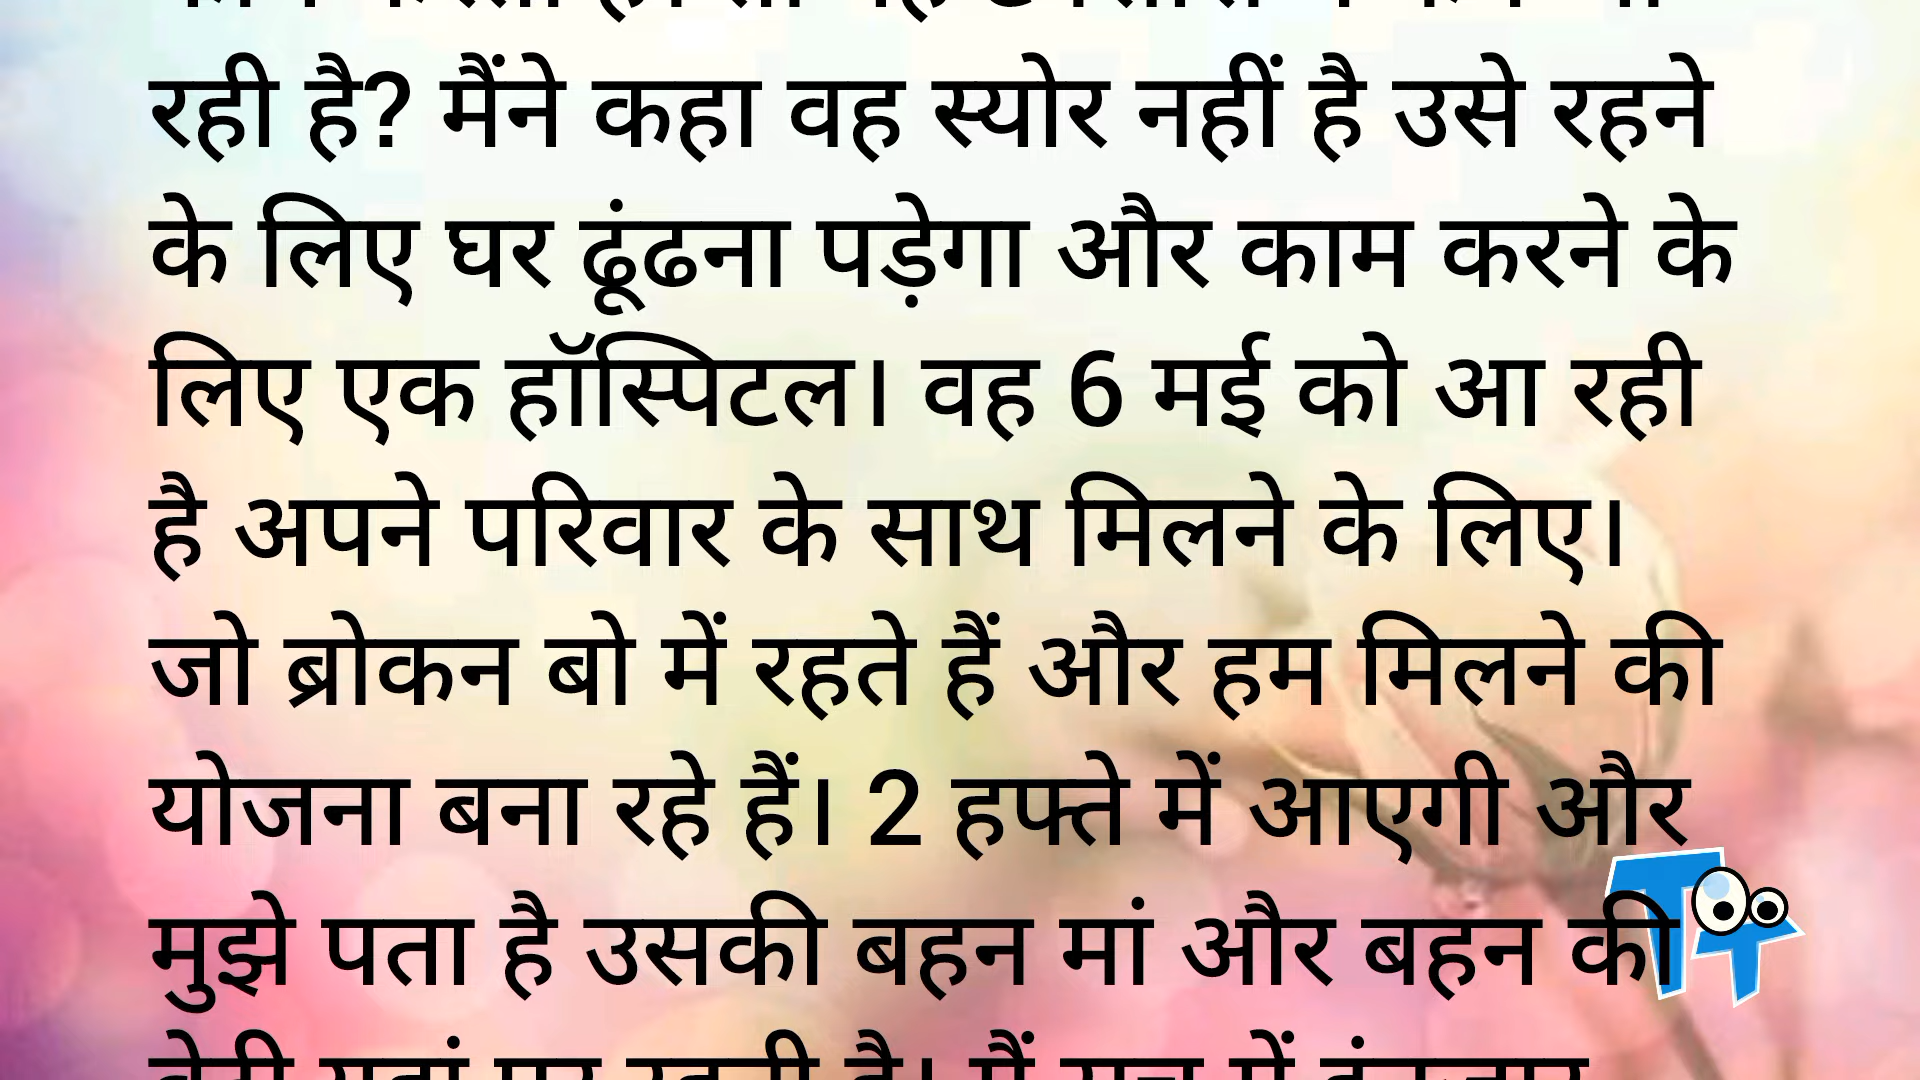 रही है? मैंने कहा वह स्योर नहीं है उसे रहने
के लिए घर ढूंढना पड़ेगा और काम करने के
लिए एक हॉस्पिटल। वह 6 मई को आ रही
है अपने परिवार के साथ मिलने के लिए।
जो ब्रोकन बो में रहते हैं और हम मिलने की
योजना बना रहे हैं। 2 हफ्ते में आएगी और
मुझे पता है उसकी बहन मां और बहन की
TT